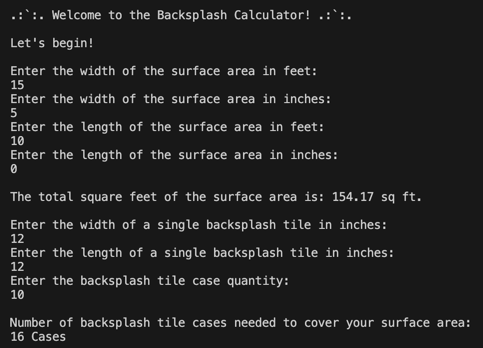 .:`:. Welcome to the Backsplash Calculator! .:`:.
Let's begin!
Enter the width of the surface area in feet:
15
Enter the width of the surface area in inches:
5
Enter the length of the surface area in feet:
10
Enter the length of the surface area in inches:
0
The total square feet of the surface area is: 154.17 sq ft.
Enter the width of a single backsplash tile in inches:
12
Enter the length of a single backsplash tile in inches:
12
Enter the backsplash tile case quantity:
10
Number of backsplash tile cases needed to cover your surface area:
16 Cases